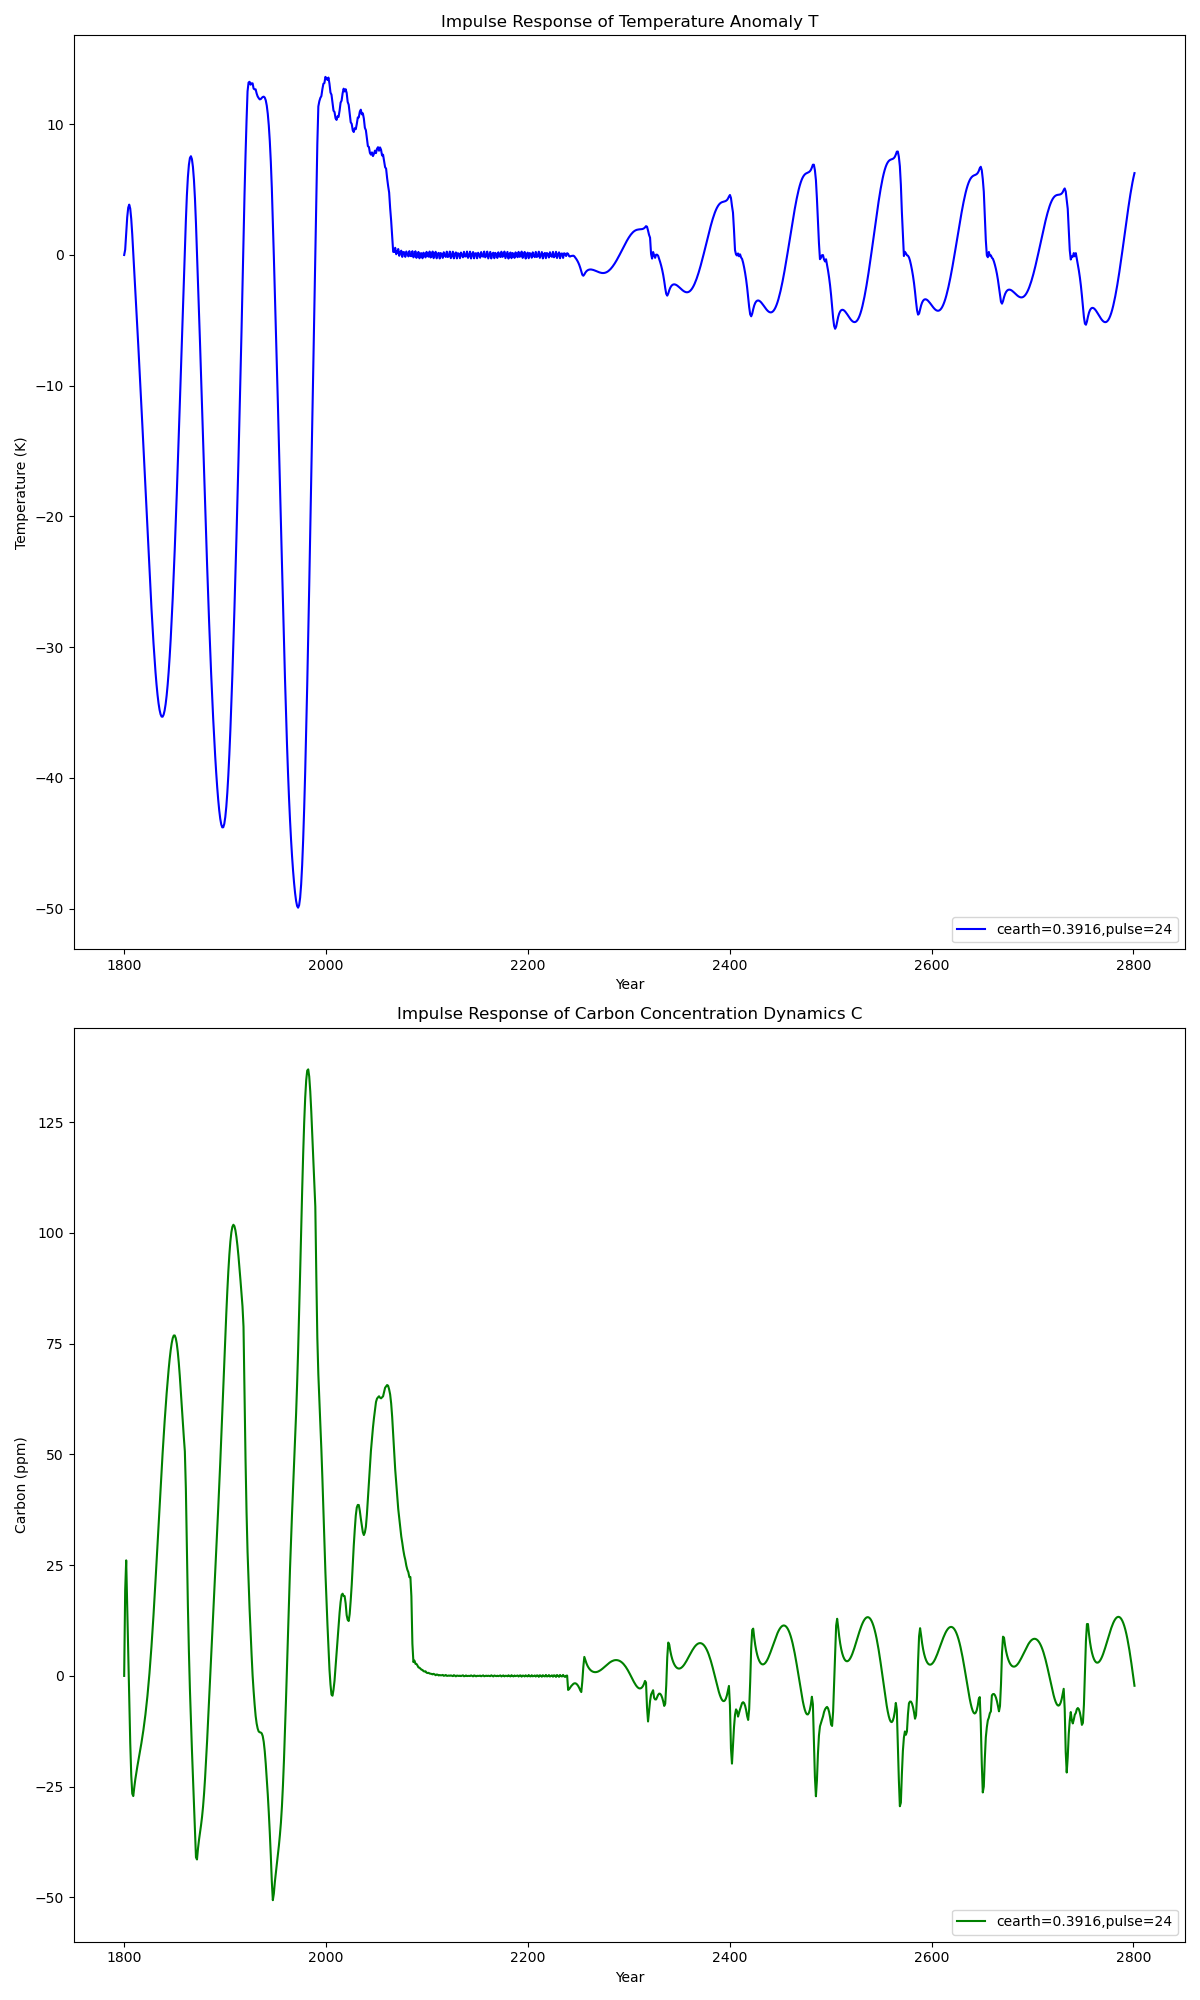 Impulse Response of Temperature Anomaly T
Temperature (K)
10
0
−10
−20
−30
−40
−50
cearth=0.3916,pulse=24
1800 2000 2200 2400 2600 2800
Year
Impulse Response of Carbon Concentration Dynamics C
Carbon (ppm)
125
100
75
50
25
0
−25
−50
cearth=0.3916,pulse=24
1800 2000 2200 2400 2600 2800
Year